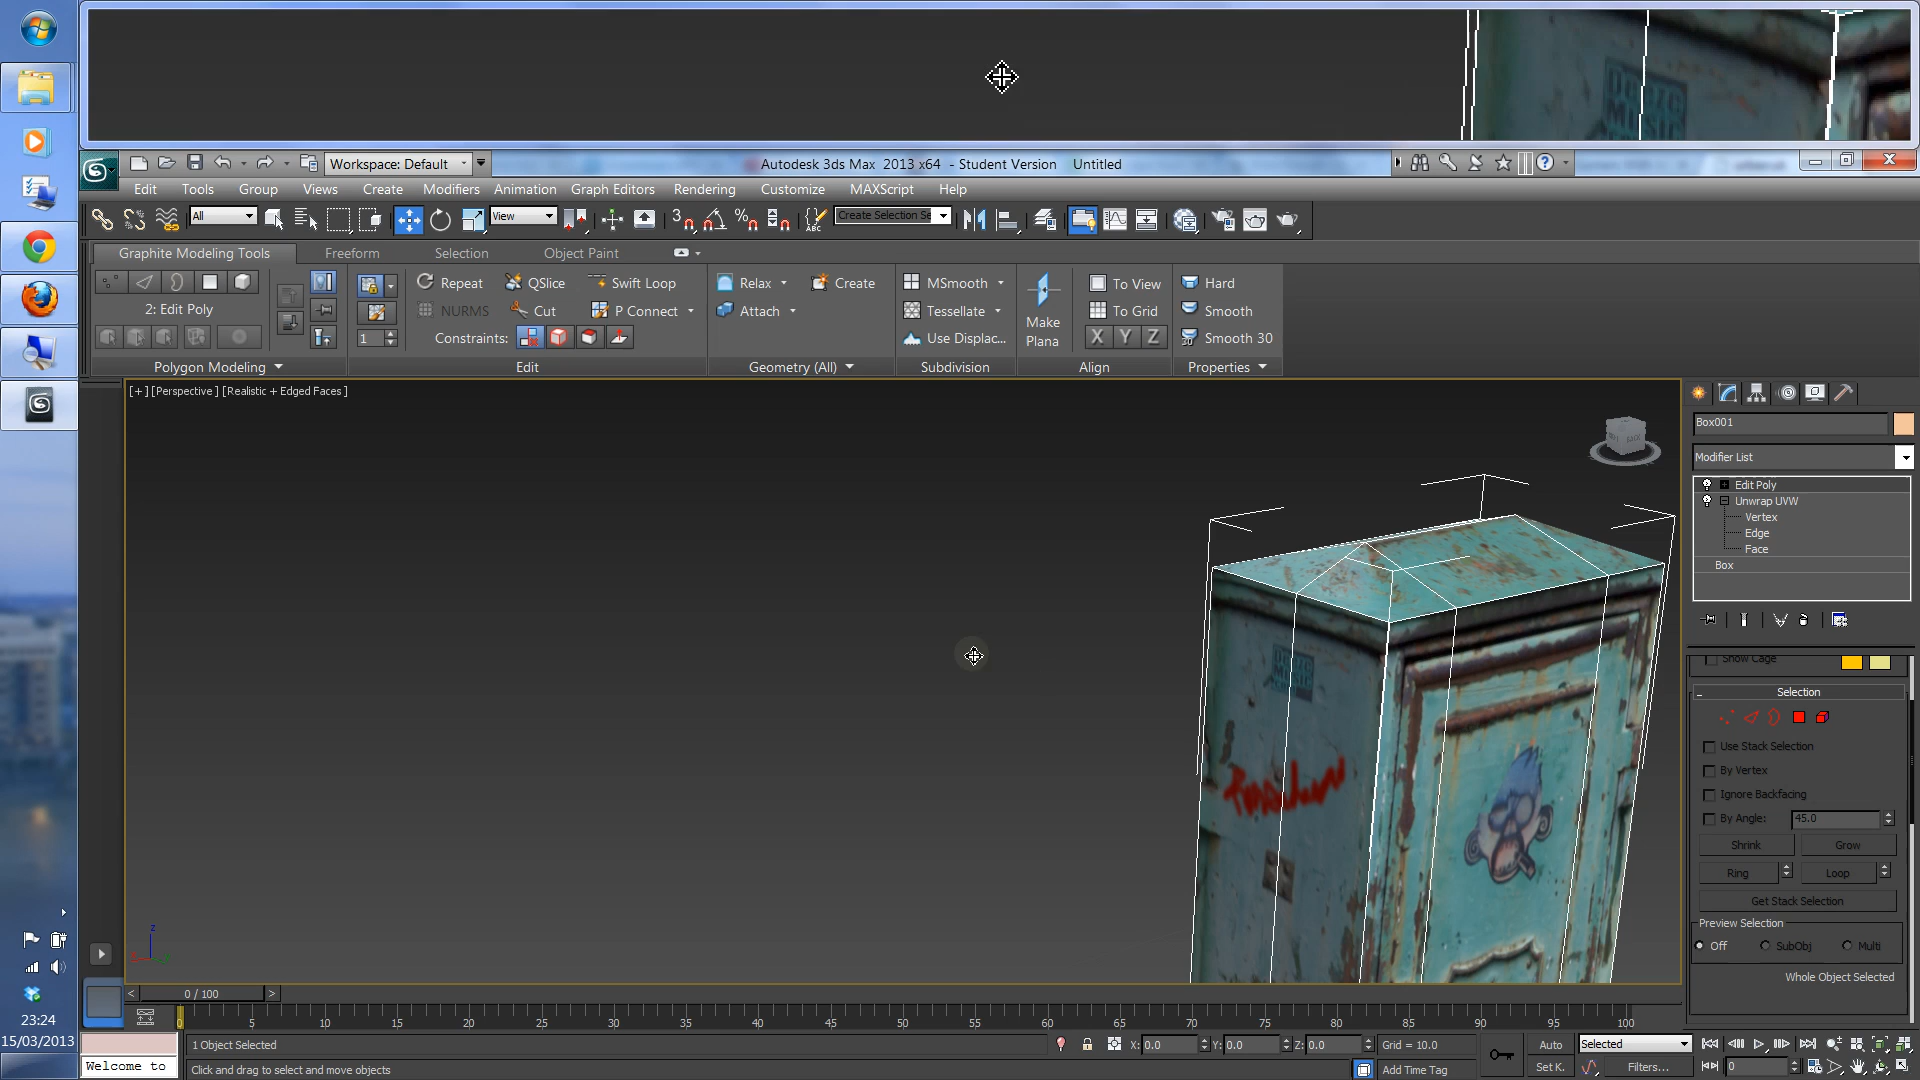 Workspace: Default
Autodesk 3ds Max 2013 x64 - Student Version Untitled
Edit Tools Group Views Create Modifiers Animation Graph Editors Rendering Customize MAXScript Help
All
View
Create Selection Se
Graphite Modeling Tools Freeform Selection Object Paint
2: Edit Poly
Polygon Modeling
Repeat QSlice Swift Loop
NURMS Cut P Connect
1 Constraints:
Edit
Relax Create
Attach
Geometry (All)
MSmooth
Tessellate
Use Displac...
Subdivision
Make
Plana
To View
To Grid
X Y Z
Align
Hard
Smooth
Smooth 30
Properties
[+] [Perspective] [Realistic + Edged Faces]
Box001
Modifier List
Edit Poly
Unwrap UVW
Vertex
Edge
Face
Box
Show Cage
Selection
Use Stack Selection
By Vertex
Ignore Backfacing
By Angle: 45.0
Shrink Grow
Ring Loop
Get Stack Selection
Preview Selection
Off SubObj Multi
Whole Object Selected
0 / 100
0 5 10 15 20 25 30 35 40 45 50 55 60 65 70 75 80 85 90 95 100
1 Object Selected
X: 0.0 Y: 0.0 Z: 0.0 Grid = 10.0
Auto Selected
Welcome to
Click and drag to select and move objects
Add Time Tag
Set K. Filters... 0
23:24
15/03/2013